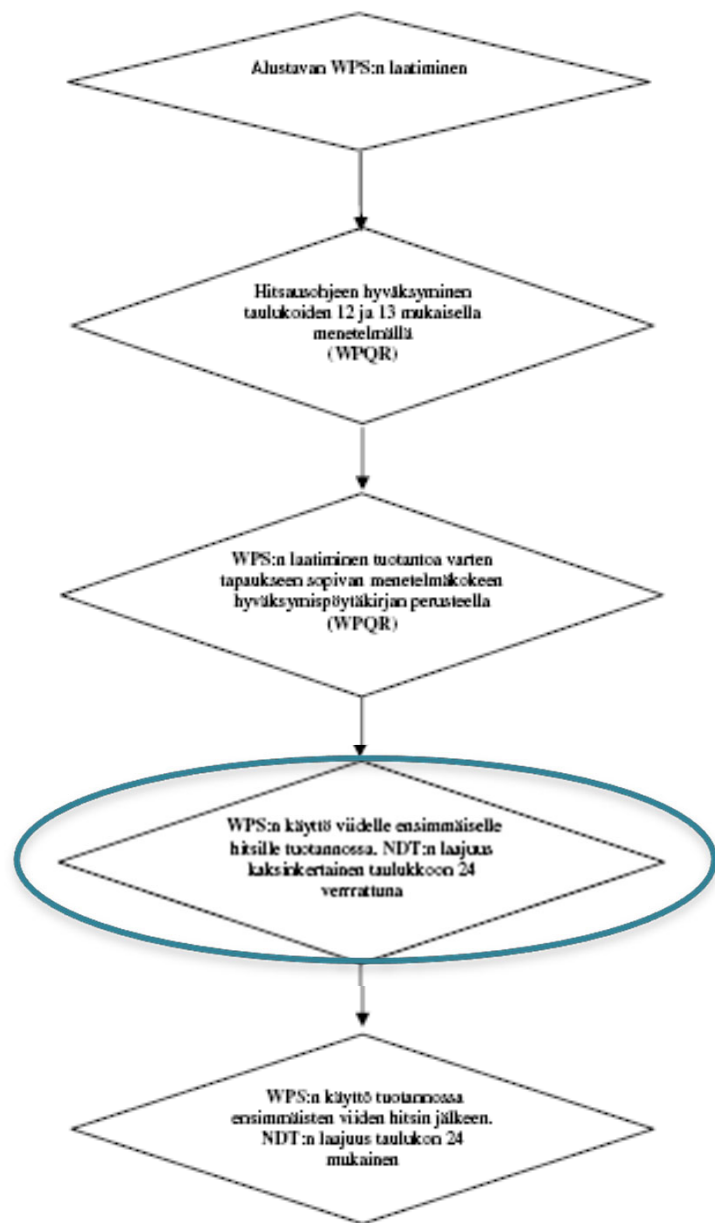 Alustavan WPS:n laatiminen
Hitsausohjeen hyväksyminen
taulukoiden 12 ja 13 mukaisella
menetelmällä
(WPQR)
WPS:n laatiminen tuotantoa varten
tapaukseen sopivan menetelmäkokeen
hyväksymispöytäkirjan perusteella
(WPQR)
WPS:n käyttö viidelle ensimmäiselle
hitsille tuotannossa. NDT:n laajuus
kaksinkertainen taulukkoon 24
verrrattuna
WPS:n käyttö tuotannossa
ensimmäisten viiden hitsin jälkeen.
NDT:n laajuus taulukon 24
mukainen